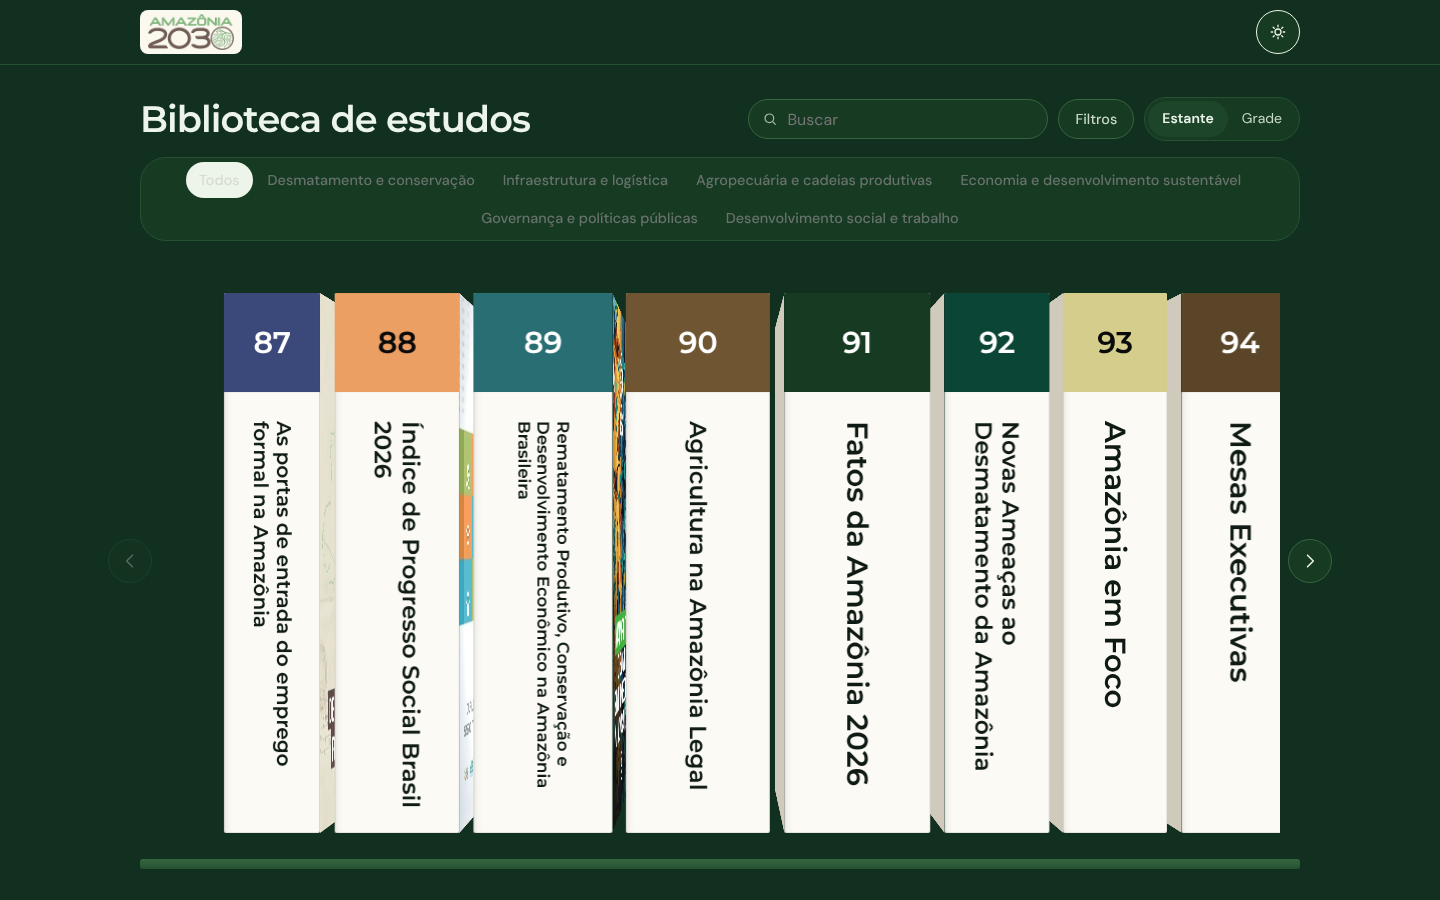 AMAZÔNIA
2030
Biblioteca de estudos
Buscar
Filtros
Estante
Grade
Todos
Desmatamento e conservação
Infraestrutura e logística
Agropecuária e cadeias produtivas
Economia e desenvolvimento sustentável
Governança e políticas públicas
Desenvolvimento social e trabalho
87
As portas de entrada do emprego
formal na Amazônia
88
Índice de Progresso Social Brasil
2026
89
Rematamento Produtivo, Conservação e
Desenvolvimento Econômico na Amazônia
Brasileira
90
Agricultura na Amazônia Legal
91
Fatos da Amazônia 2026
92
Novas Ameaças ao
Desmatamento da Amazônia
93
Amazônia em Foco
94
Mesas Executivas